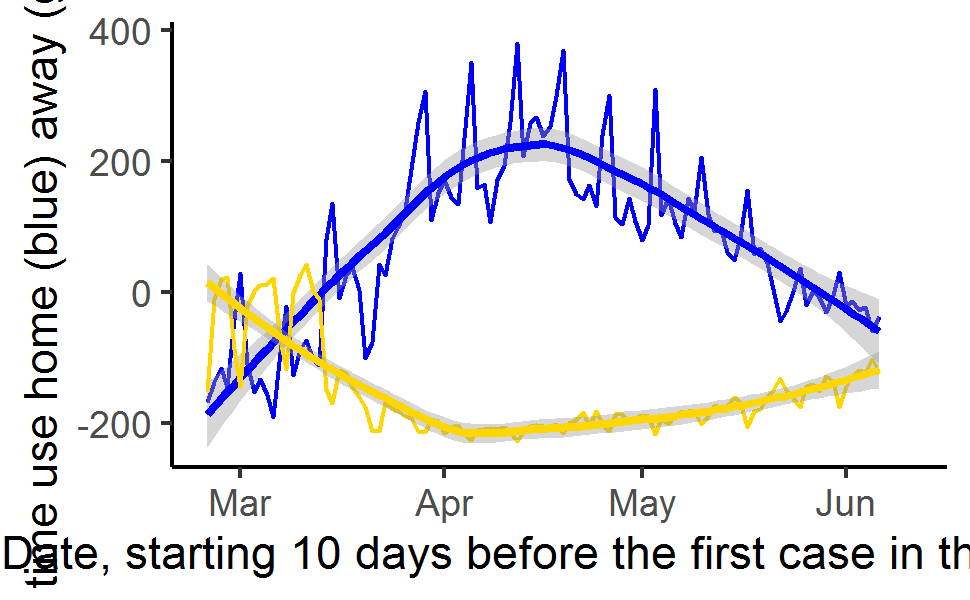 time use home (blue) away (
400
200
0
-200
Mar Apr May Jun
Date, starting 10 days before the first case in th